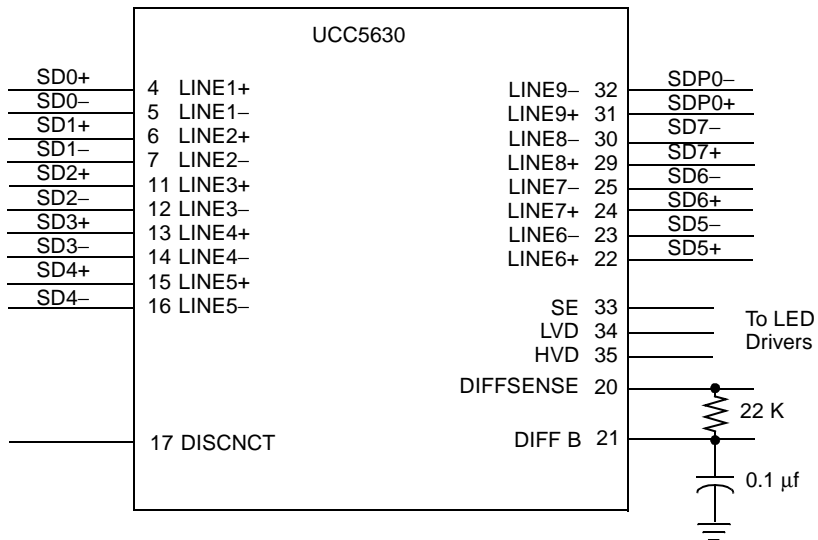 UCC5630
SD0+
4 LINE1+
SD0–
5 LINE1–
SD1+
6 LINE2+
SD1–
7 LINE2–
SD2+
11 LINE3+
SD2–
12 LINE3–
SD3+
13 LINE4+
SD3–
14 LINE4–
SD4+
15 LINE5+
SD4–
16 LINE5–
17 DISCNCT
LINE9– 32
SDP0–
LINE9+ 31
SDP0+
LINE8– 30
SD7–
LINE8+ 29
SD7+
LINE7– 25
SD6–
LINE7+ 24
SD6+
LINE6– 23
SD5–
LINE6+ 22
SD5+
SE 33
LVD 34
HVD 35
To LED
Drivers
DIFFSENSE 20
22 K
DIFF B 21
0.1 μf